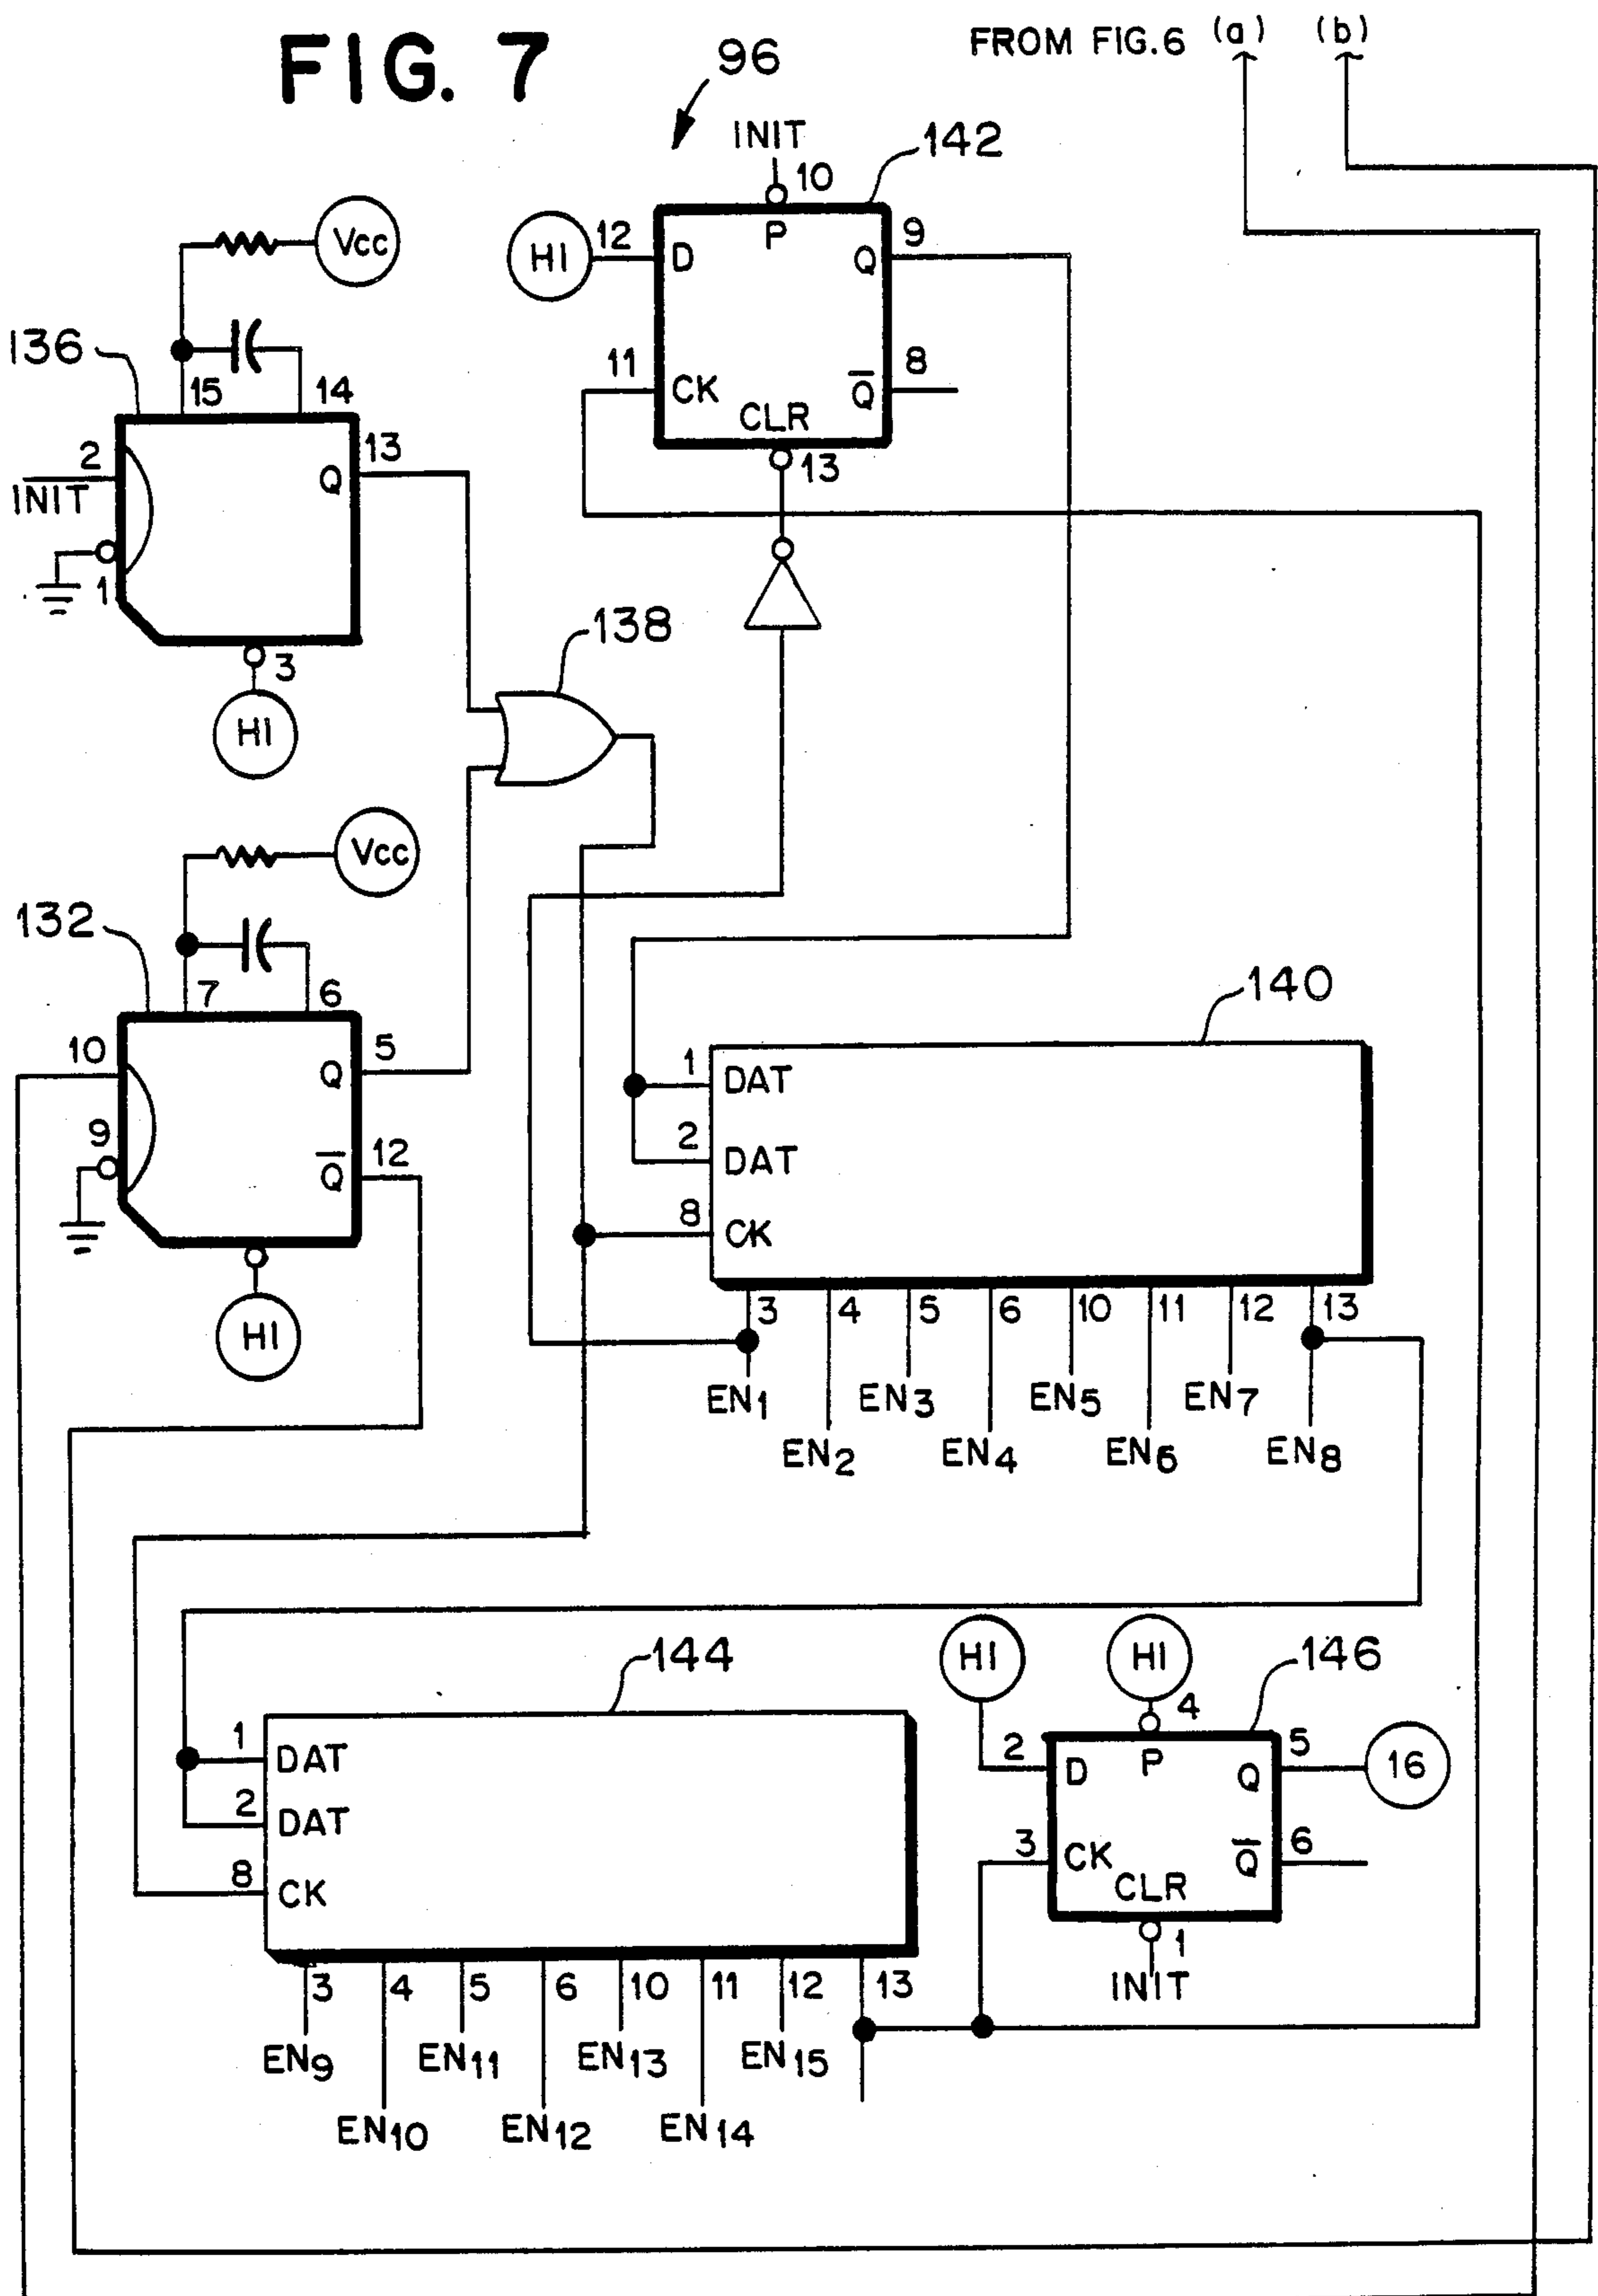 FIG. 7
FROM FIG.6 (a) (b)
96
INIT
10
142
HI
12
D
P
Q
9
11
CK
CLR
Q̅
8
13
Vcc
136
15
14
2
I̅N̅I̅T̅
1
Q
13
3
HI
138
Vcc
132
7
6
10
9
Q
5
Q̅
12
HI
140
1
DAT
2
DAT
8
CK
3 4 5 6 10 11 12 13
EN1 EN3 EN5 EN7
EN2 EN4 EN6 EN8
144
1
DAT
2
DAT
8
CK
3 4 5 6 10 11 12 13
EN9 EN11 EN13 EN15
EN10 EN12 EN14
HI
HI
4
146
2
D
P
Q
5
16
3
CK
CLR
Q̅
6
1
INIT